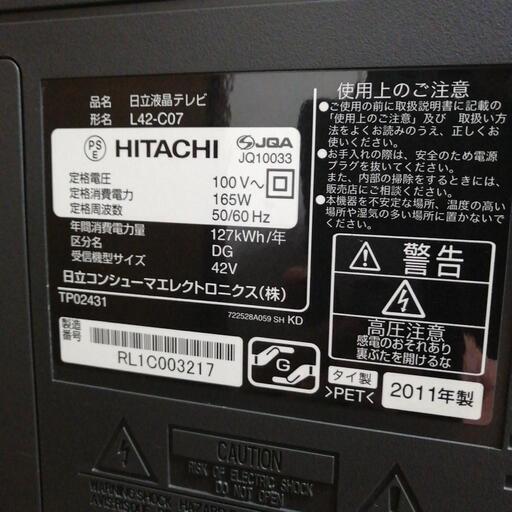 品名 日立液晶テレビ
形名 L42-C07
PS
E
HITACHI
JQA
JQ10033
定格電圧 100V~
定格消費電力 165W
定格周波数 50/60Hz
年間消費電力量 127kWh/年
区分名 DG
受信機型サイズ 42V
日立コンシューマエレクトロニクス(株)
TP02431
722528A059 SH KD
製造番号
RL1C003217
G
使用上のご注意
●ご使用の前に取扱説明書に記載の
「使用上のご注意」及び 取扱い方
法をよくお読みのうえ、正しくお
使いください。
●お手入れの際は、安全のため電源
プラグを抜いてください。
また、内部の掃除をするときには、
販売店にご相談ください。
●本機器を不安定な場所、温度の高い
場所や湿気の多い場所に置かないで
ください。
警告
高圧注意
感電のおそれあり
裏ぶたを開けるな
タイ製
>PET<
2011年製
CAUTION
RISK OF ELECTRIC SHOCK
DO NOT OPEN